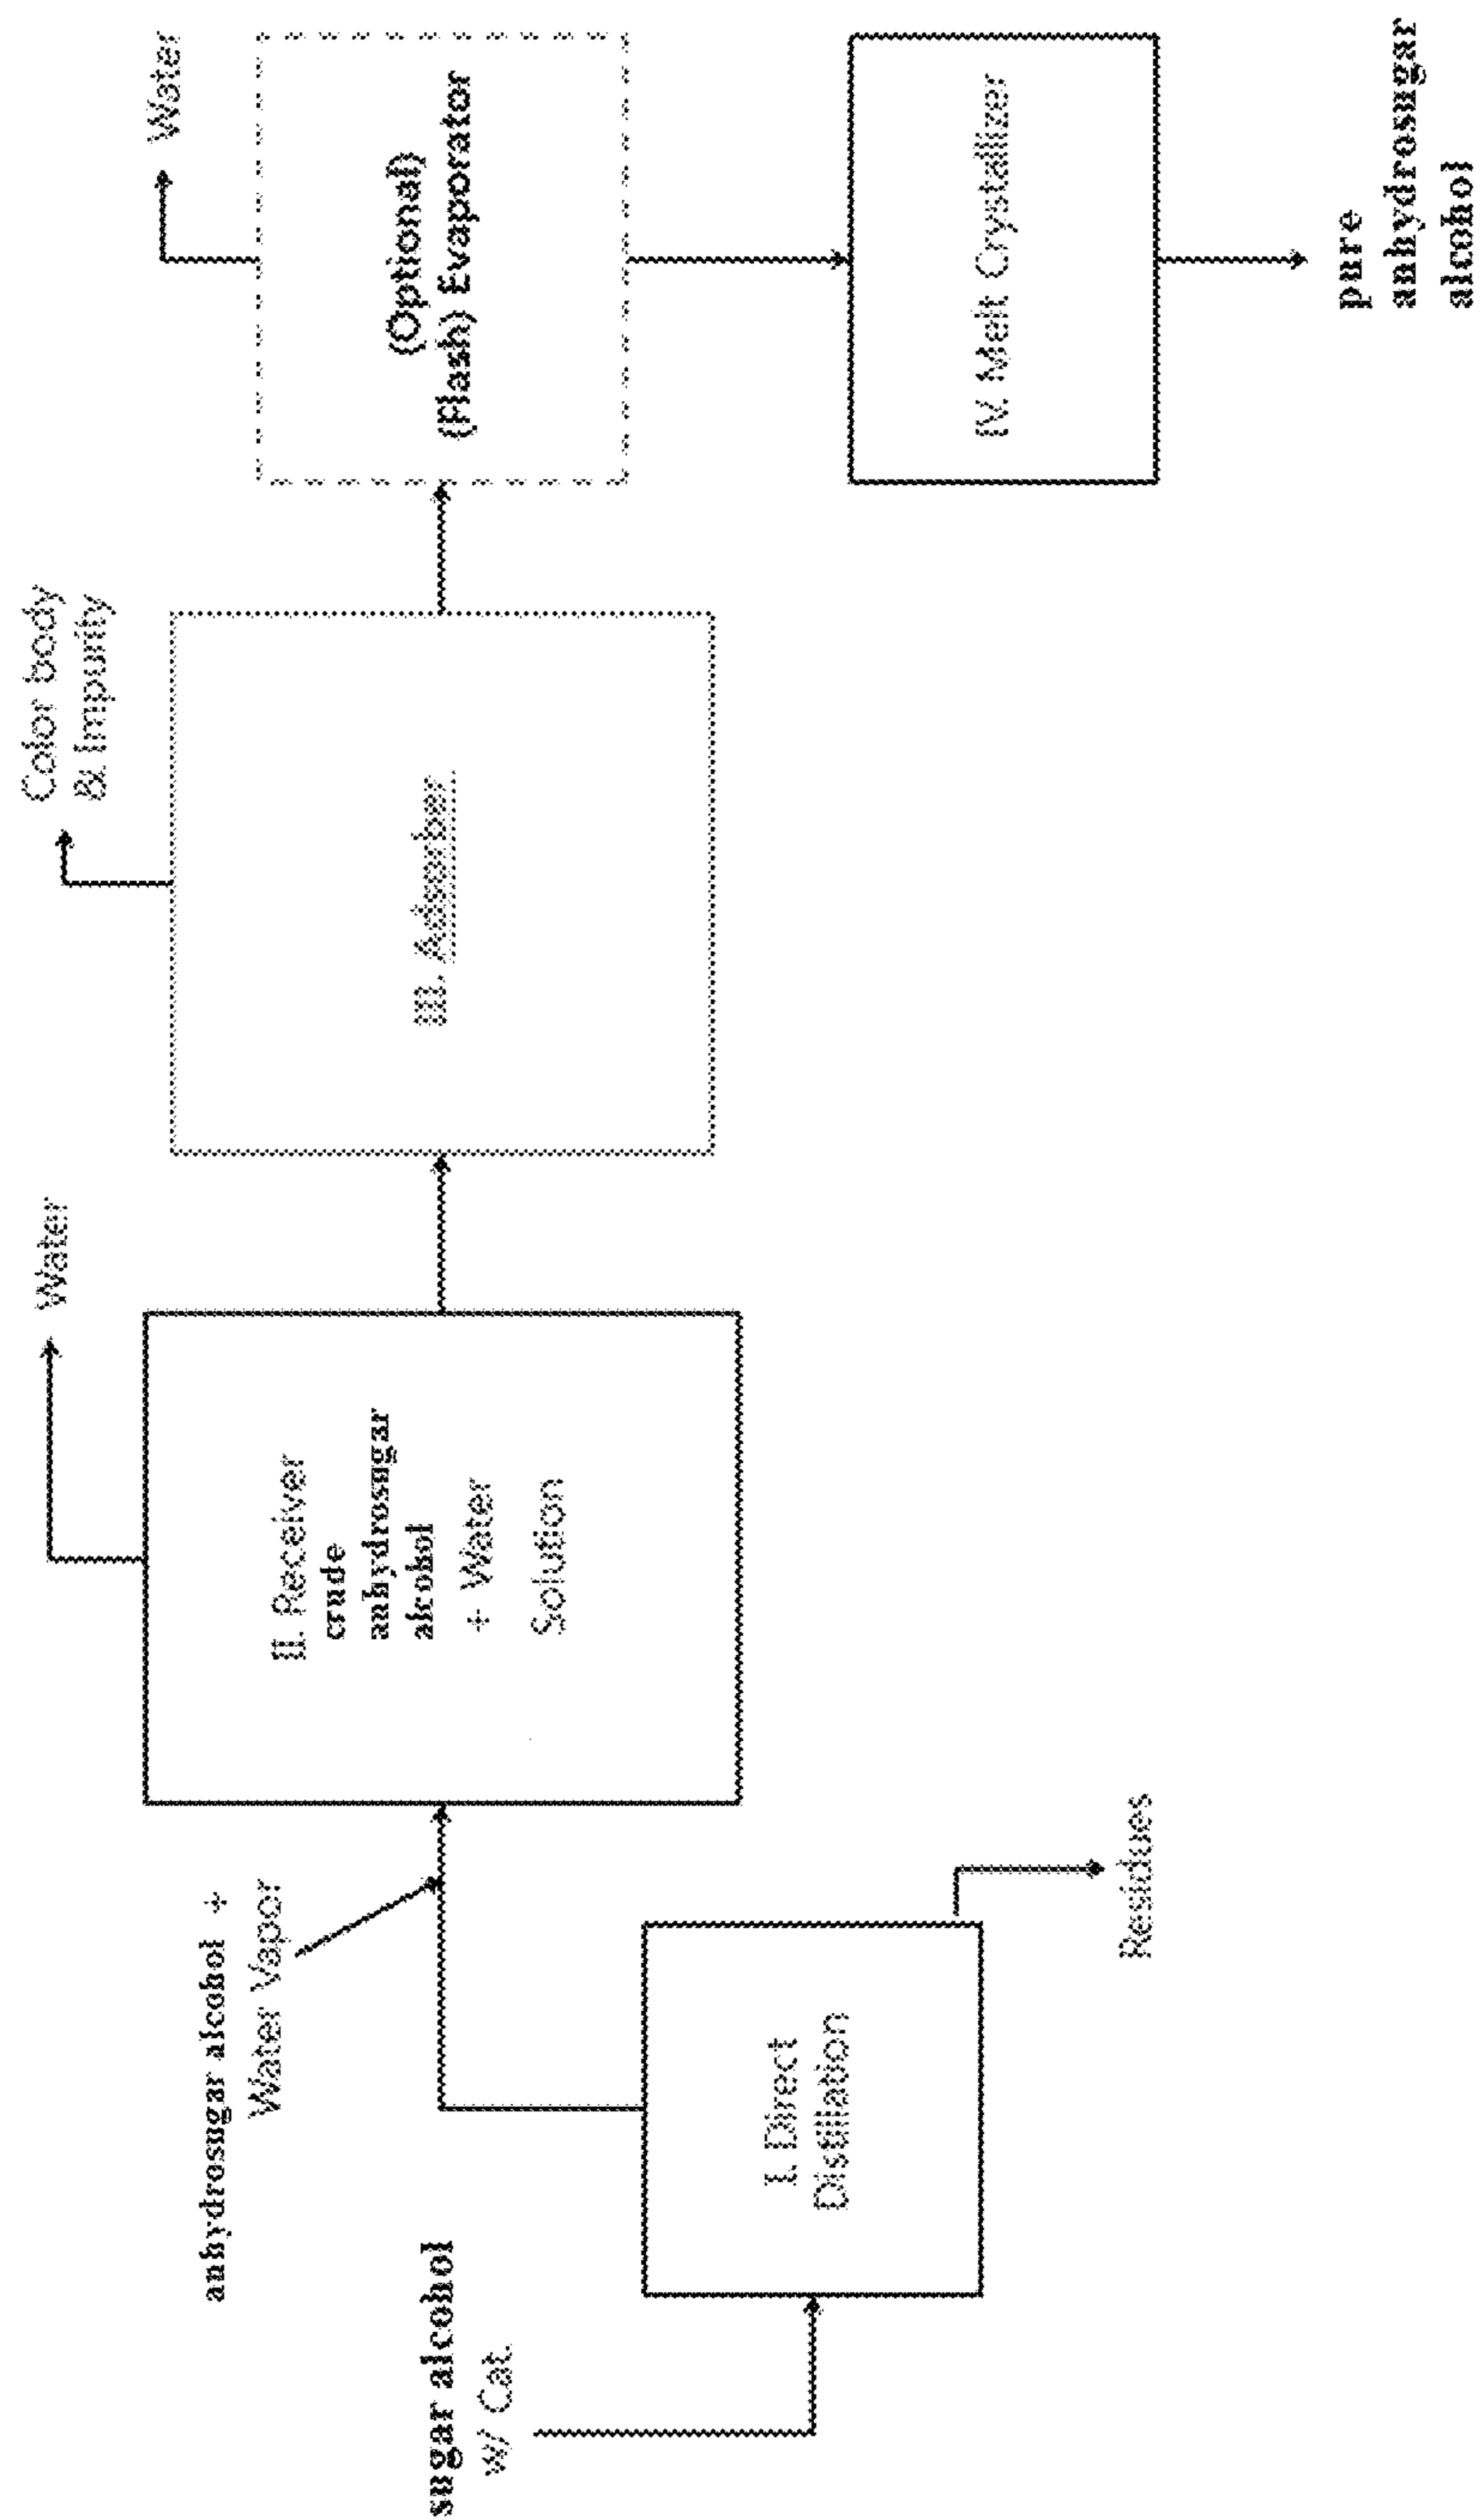 sugar alcohol
w/ Cat.
anhydrosugar alcohol +
Water Vapor
I. Direct
Distillation
Residues
II. Receiver
crude
anhydrosugar
alcohol
+ Water
Solution
Water
III. Adsorber
Color body
& Impurity
(Optional)
(Flash) Evaporator
Water
IV. Melt Crystallizer
pure
anhydrosugar
alcohol